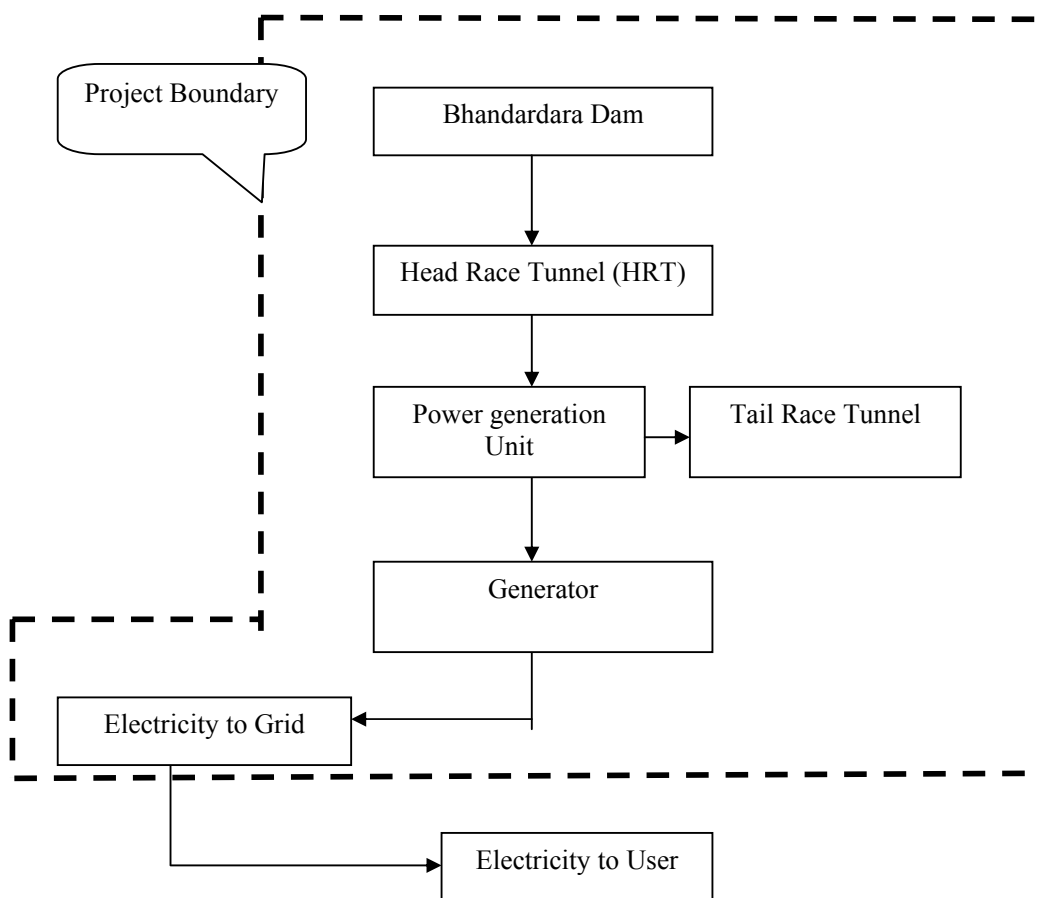 Project Boundary
Bhandardara Dam
Head Race Tunnel (HRT)
Power generation
Unit
Tail Race Tunnel
Generator
Electricity to Grid
Electricity to User